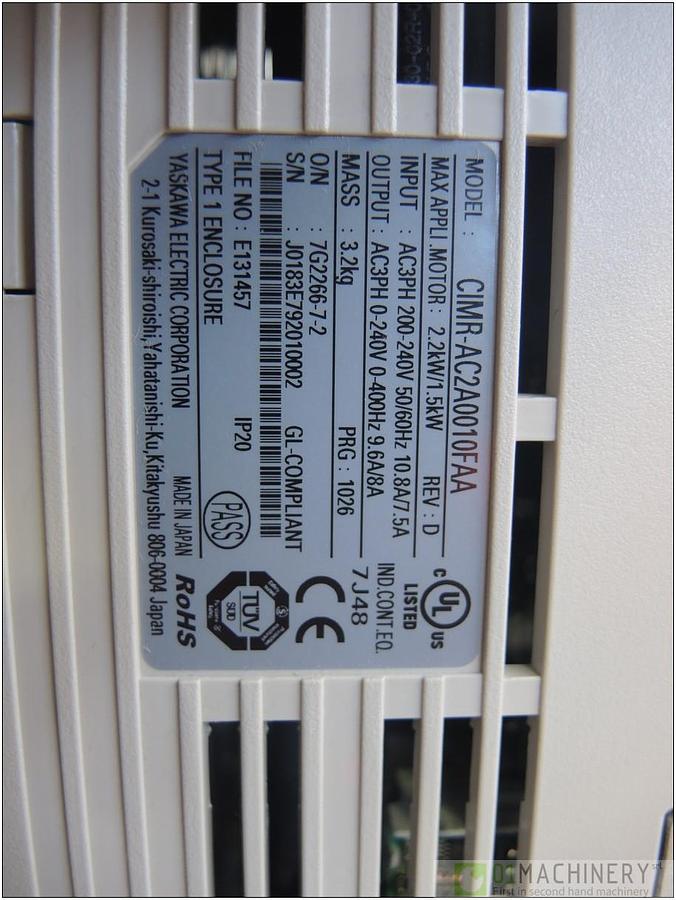 MODEL : CIMR-AC2A0010FAA
MAX APPLI.MOTOR : 2.2kW/1.5kW REV : D
INPUT : AC3PH 200-240V 50/60Hz 10.8A/7.5A
OUTPUT : AC3PH 0-240V 0-400Hz 9.6A/8A
MASS : 3.2kg PRG : 1026
O/N : 7G2266-7-2
S/N : J0183E792010002 GL-COMPLIANT
FILE NO : E131457 IP20
TYPE 1 ENCLOSURE PASS
YASKAWA ELECTRIC CORPORATION MADE IN JAPAN
2-1 Kurosaki-shiroishi,Yahatanishi-Ku,Kitakyushu 806-0004 Japan
C UL US
LISTED
IND.CONT.EQ.
7J48
CE
TÜV
SÜD
RoHS
01MACHINERY srl
First in second hand machinery